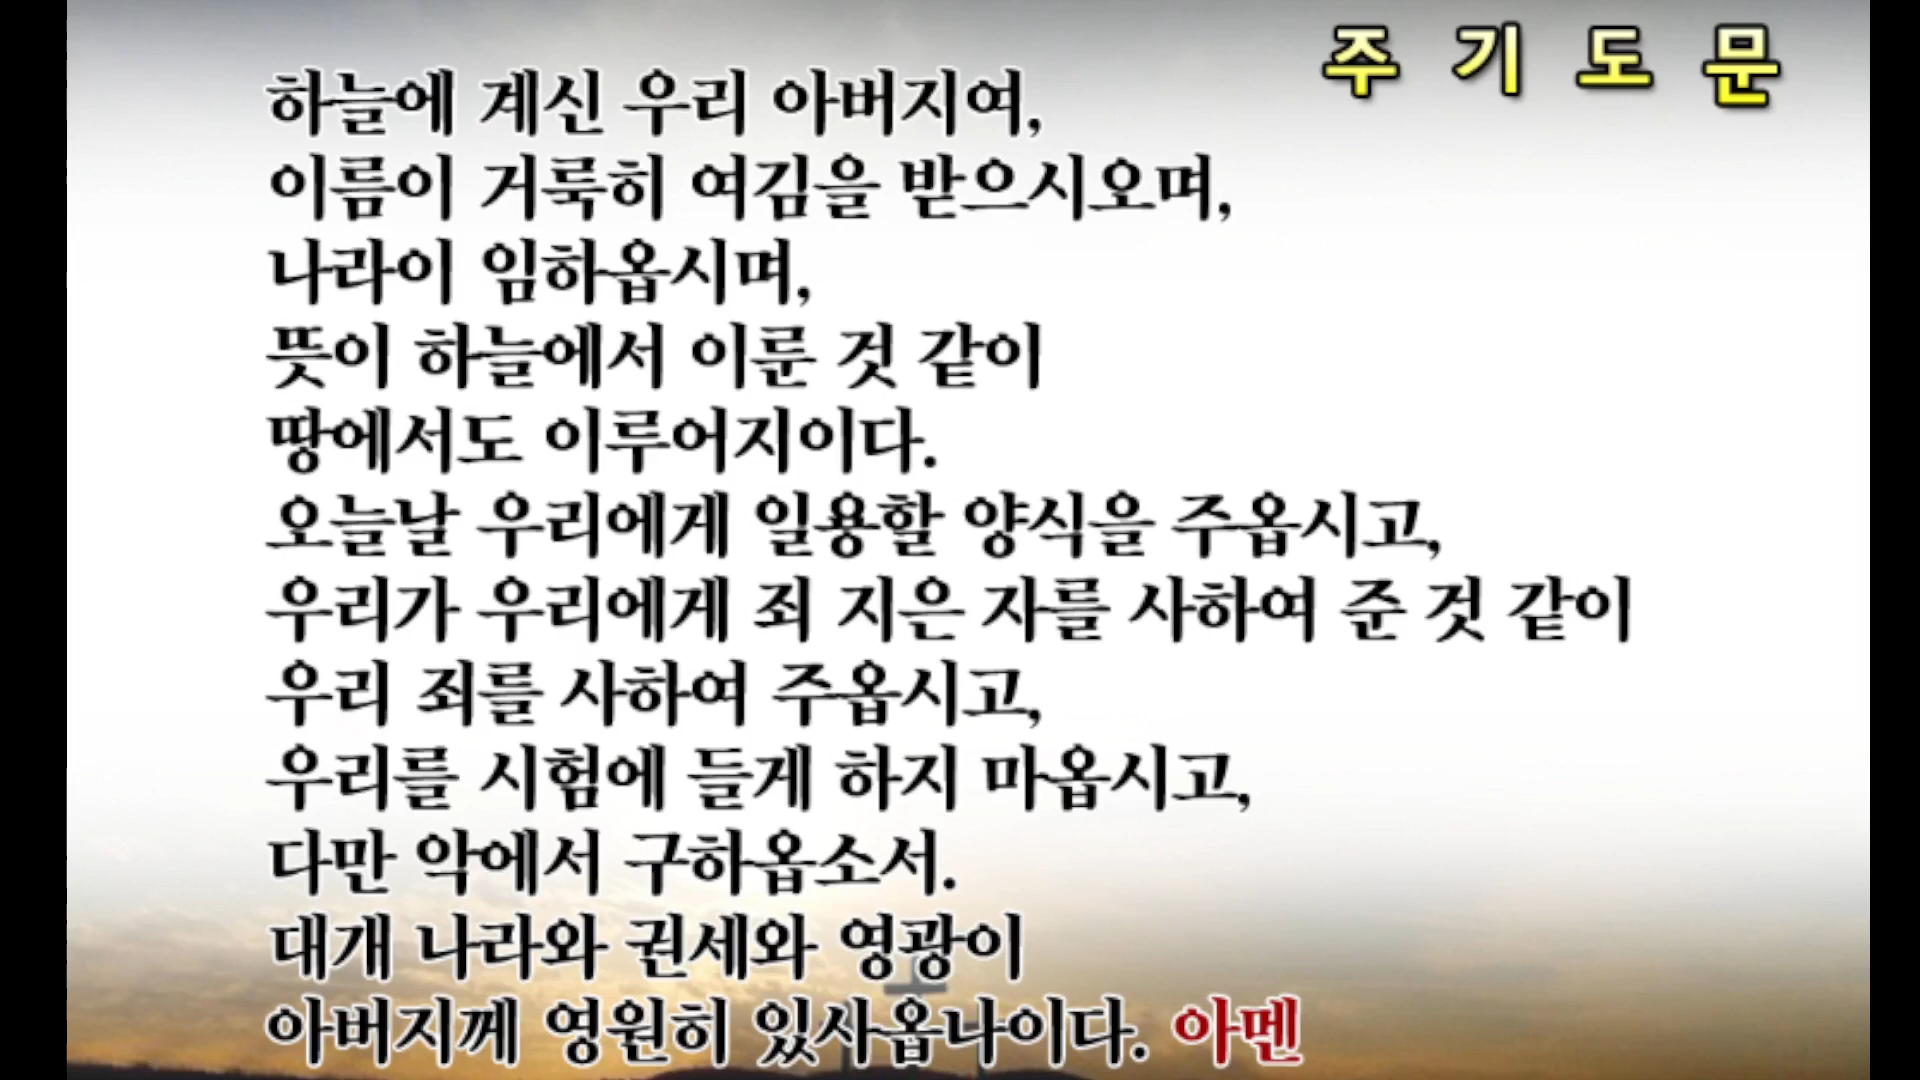 주기도문
하늘에 계신 우리 아버지여,
이름이 거룩히 여김을 받으시오며,
나라이 임하옵시며,
뜻이 하늘에서 이룬 것 같이
땅에서도 이루어지이다.
오늘날 우리에게 일용할 양식을 주옵시고,
우리가 우리에게 죄 지은 자를 사하여 준 것 같이
우리 죄를 사하여 주옵시고,
우리를 시험에 들게 하지 마옵시고,
다만 악에서 구하옵소서.
대개 나라와 권세와 영광이
아버지께 영원히 있사옵나이다. 아멘